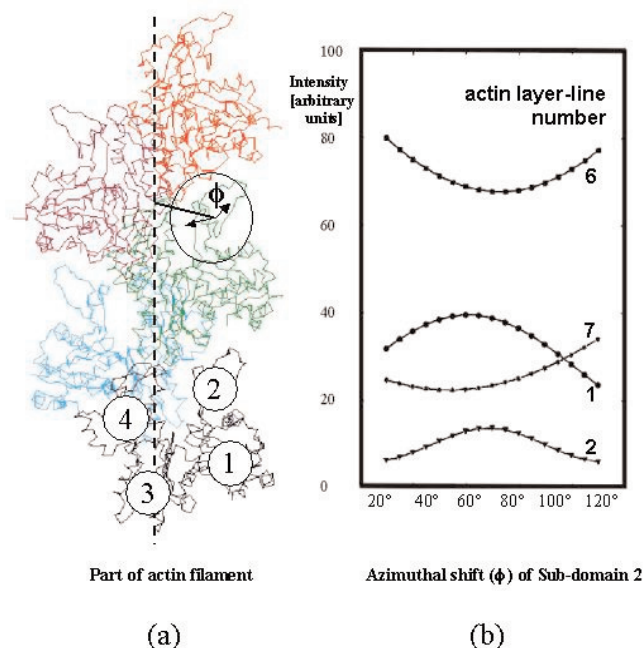 ϕ
2
4
1
3
Part of actin filament
(a)
Intensity
[arbitrary
units]
100
80
60
40
20
0
actin layer-line
number
6
7
1
2
20° 40° 60° 80° 100° 120°
Azimuthal shift (ϕ) of Sub-domain 2
(b)